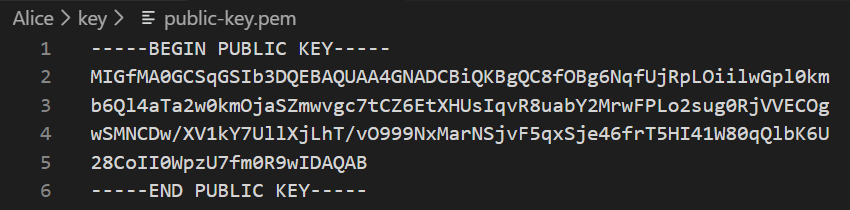 Alice > key > public-key.pem
1 -----BEGIN PUBLIC KEY-----
2 MIGfMA0GCSqGSIb3DQEBAQUAA4GNADCBiQKBgQC8fOBg6NqfUjRpLOiilwGpl0km
3 b6Ql4aTa2w0kmOjaSZmwvgc7tCZ6EtXHUsIqvR8uabY2MrwFPLo2sug0RjVVECOg
4 wSMNCDw/XV1kY7UllXjLhT/vO999NxMarNSjvF5qxSje46frT5HI41W80qQlbK6U
5 28CoII0WpzU7fm0R9wIDAQAB
6 -----END PUBLIC KEY-----